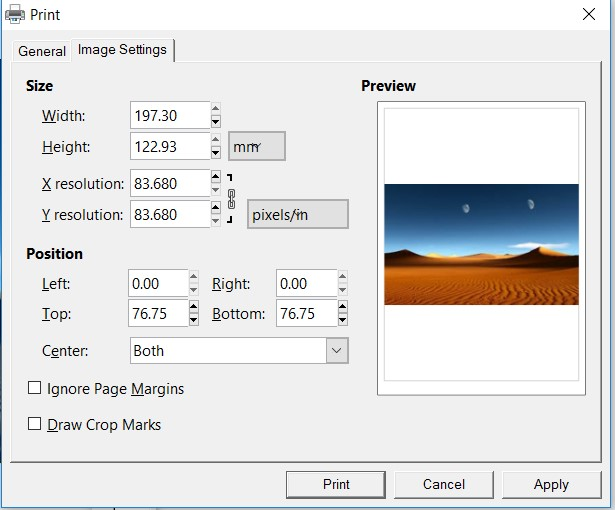 Print
General Image Settings
Size
Preview
Width: 197.30
Height: 122.93 mm
X resolution: 83.680
Y resolution: 83.680 pixels/in
Position
Left: 0.00 Right: 0.00
Top: 76.75 Bottom: 76.75
Center: Both
Ignore Page Margins
Draw Crop Marks
Print Cancel Apply